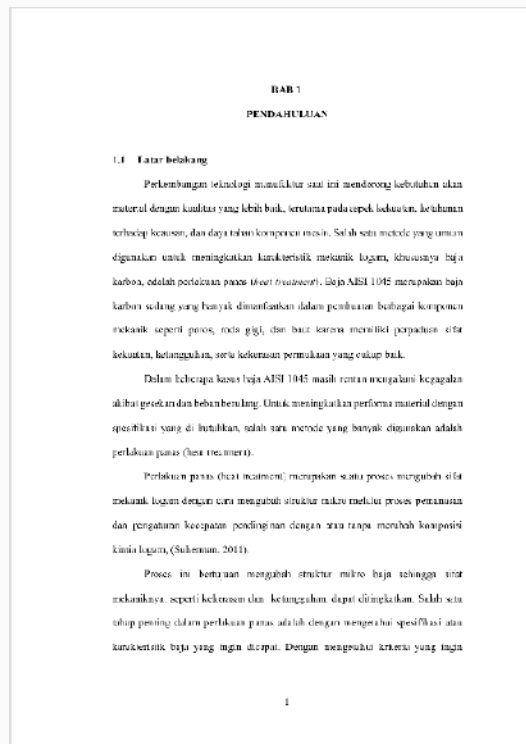 BAB 1
PENDAHULUAN
1.1 Latar belakang
Perkembangan teknologi manufaktur saat ini mendorong kebutuhan akan
material dengan kualitas yang lebih baik, terutama pada aspek kekuatan, ketahanan
terhadap keausan, dan daya tahan komponen mesin. Salah satu metode yang umum
digunakan untuk meningkatkan karakteristik mekanik logam, khususnya baja
karbon, adalah perlakuan panas (heat treatment). Baja AISI 1045 merupakan baja
karbon sedang yang banyak dimanfaatkan dalam pembuatan berbagai komponen
mekanik seperti poros, roda gigi, dan baut karena memiliki perpaduan sifat
kekuatan, ketangguhan, serta kekerasan permukaan yang cukup baik.
Dalam beberapa kasus baja AISI 1045 masih rentan mengalami kegagalan
akibat gesekan dan beban berulang. Untuk meningkatkan performa material dengan
spesifikasi yang di butuhkan, salah satu metode yang banyak digunakan adalah
perlakuan panas (heat treatment).
Perlakuan panas (heat treatment) merupakan suatu proses mengubah sifat
mekanik logam dengan cara mengubah struktur mikro melalui proses pemanasan
dan pengaturan kecepatan pendinginan dengan atau tanpa merubah komposisi
kimia logam, (Suherman, 2011).
Proses ini bertujuan mengubah struktur mikro baja sehingga sifat
mekaniknya, seperti kekerasan dan ketangguhan, dapat ditingkatkan. Salah satu
tahap penting dalam perlakuan panas adalah dengan mengetahui spesifikasi atau
karakteristik baja yang ingin dicapai. Dengan mengetahui kriteria yang ingin
1